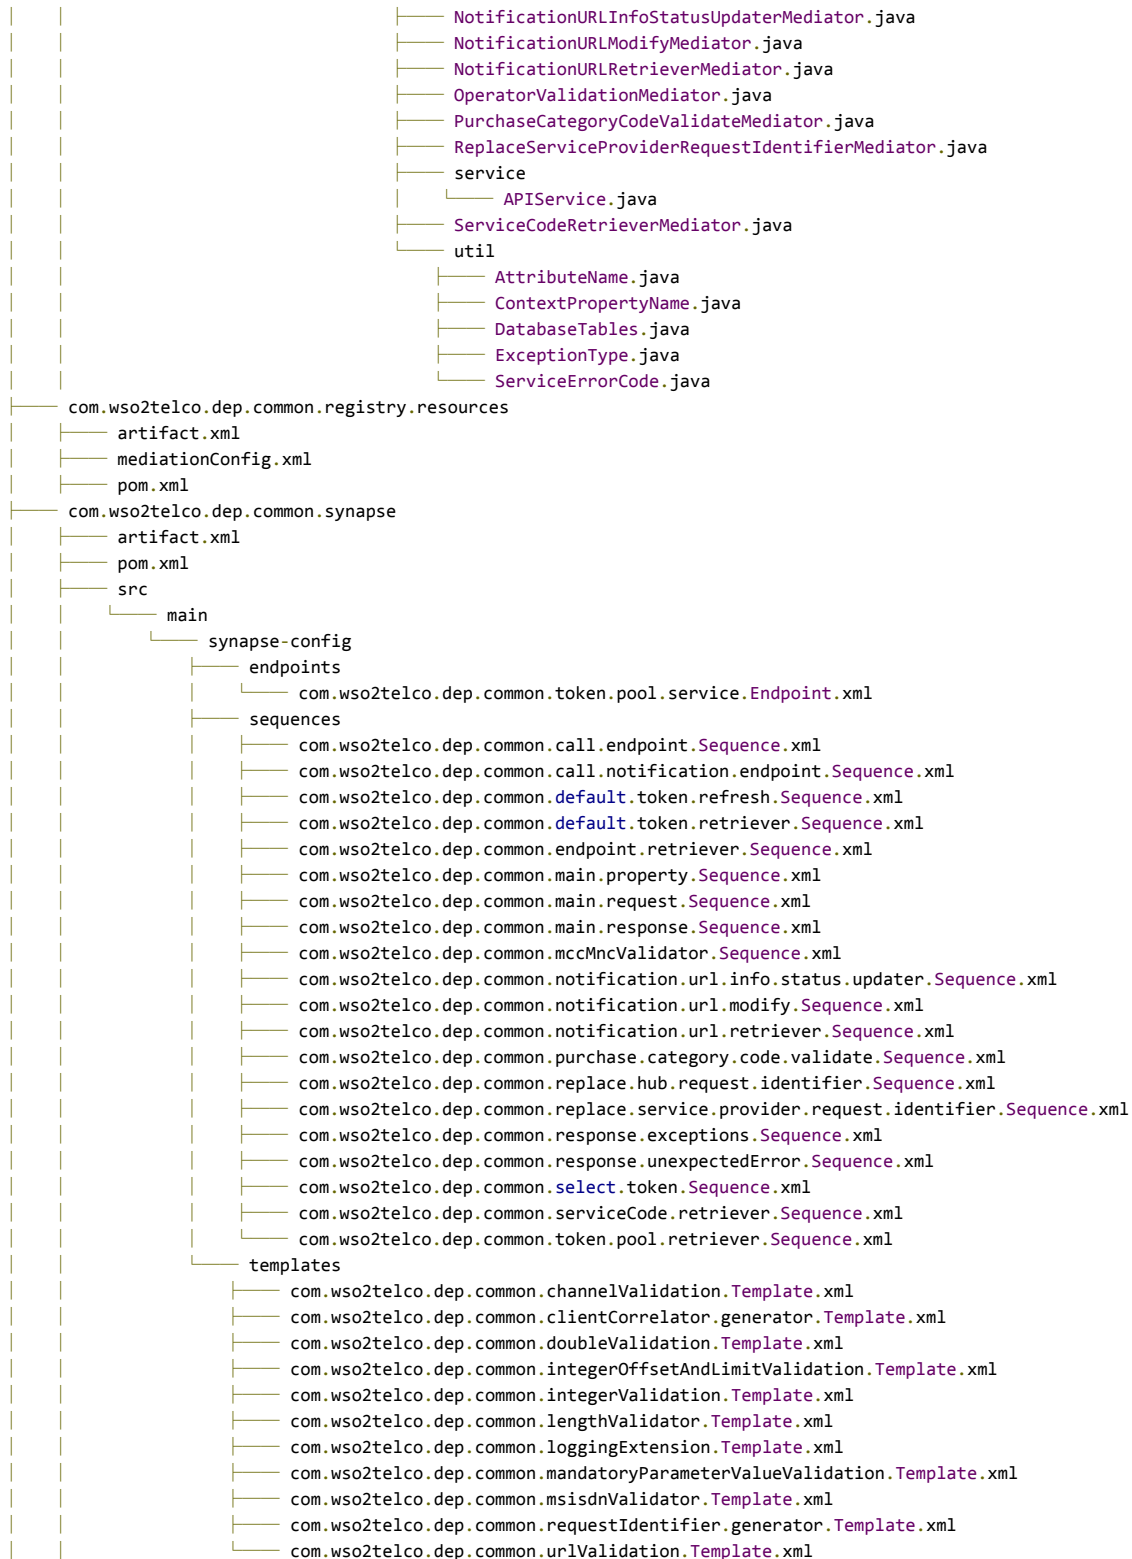 NotificationURLInfoStatusUpdaterMediator.java
NotificationURLModifyMediator.java
NotificationURLRetrieverMediator.java
OperatorValidationMediator.java
PurchaseCategoryCodeValidateMediator.java
ReplaceServiceProviderRequestIdentifierMediator.java
service
APIService.java
ServiceCodeRetrieverMediator.java
util
AttributeName.java
ContextPropertyName.java
DatabaseTables.java
ExceptionType.java
ServiceErrorCode.java
com.wso2telco.dep.common.registry.resources
artifact.xml
mediationConfig.xml
pom.xml
com.wso2telco.dep.common.synapse
artifact.xml
pom.xml
src
main
synapse-config
endpoints
com.wso2telco.dep.common.token.pool.service.Endpoint.xml
sequences
com.wso2telco.dep.common.call.endpoint.Sequence.xml
com.wso2telco.dep.common.call.notification.endpoint.Sequence.xml
com.wso2telco.dep.common.default.token.refresh.Sequence.xml
com.wso2telco.dep.common.default.token.retriever.Sequence.xml
com.wso2telco.dep.common.endpoint.retriever.Sequence.xml
com.wso2telco.dep.common.main.property.Sequence.xml
com.wso2telco.dep.common.main.request.Sequence.xml
com.wso2telco.dep.common.main.response.Sequence.xml
com.wso2telco.dep.common.mccMncValidator.Sequence.xml
com.wso2telco.dep.common.notification.url.info.status.updater.Sequence.xml
com.wso2telco.dep.common.notification.url.modify.Sequence.xml
com.wso2telco.dep.common.notification.url.retriever.Sequence.xml
com.wso2telco.dep.common.purchase.category.code.validate.Sequence.xml
com.wso2telco.dep.common.replace.hub.request.identifier.Sequence.xml
com.wso2telco.dep.common.replace.service.provider.request.identifier.Sequence.xml
com.wso2telco.dep.common.response.exceptions.Sequence.xml
com.wso2telco.dep.common.response.unexpectedError.Sequence.xml
com.wso2telco.dep.common.select.token.Sequence.xml
com.wso2telco.dep.common.serviceCode.retriever.Sequence.xml
com.wso2telco.dep.common.token.pool.retriever.Sequence.xml
templates
com.wso2telco.dep.common.channelValidation.Template.xml
com.wso2telco.dep.common.clientCorrelator.generator.Template.xml
com.wso2telco.dep.common.doubleValidation.Template.xml
com.wso2telco.dep.common.integerOffsetAndLimitValidation.Template.xml
com.wso2telco.dep.common.integerValidation.Template.xml
com.wso2telco.dep.common.lengthValidator.Template.xml
com.wso2telco.dep.common.loggingExtension.Template.xml
com.wso2telco.dep.common.mandatoryParameterValueValidation.Template.xml
com.wso2telco.dep.common.msisdnValidator.Template.xml
com.wso2telco.dep.common.requestIdentifier.generator.Template.xml
com.wso2telco.dep.common.urlValidation.Template.xml